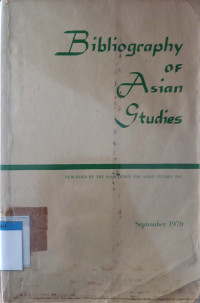 Bibliography
OF
Asian
Studies
PUBLISHED BY THE ASSOCIATION FOR ASIAN STUDIES, INC.
September 1970